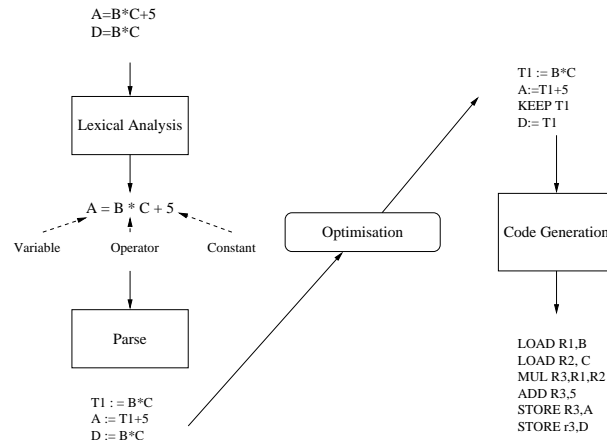 A=B*C+5
D=B*C
Lexical Analysis
A = B * C + 5
Variable
Operator
Constant
Parse
T1 : = B*C
A := T1+5
D := B*C
Optimisation
T1 := B*C
A:=T1+5
KEEP T1
D:= T1
Code Generation
LOAD R1,B
LOAD R2, C
MUL R3,R1,R2
ADD R3,5
STORE R3,A
STORE r3,D